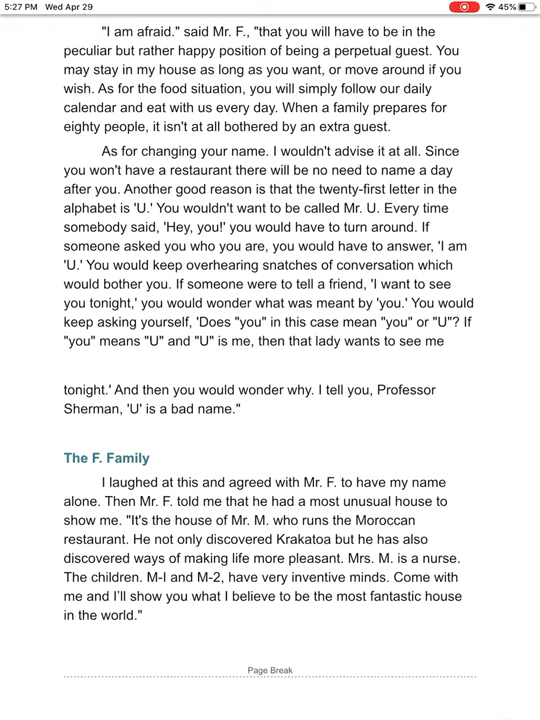 5:27 PM Wed Apr 29
45%
"I am afraid." said Mr. F., "that you will have to be in the
peculiar but rather happy position of being a perpetual guest. You
may stay in my house as long as you want, or move around if you
wish. As for the food situation, you will simply follow our daily
calendar and eat with us every day. When a family prepares for
eighty people, it isn't at all bothered by an extra guest.
As for changing your name. I wouldn't advise it at all. Since
you won't have a restaurant there will be no need to name a day
after you. Another good reason is that the twenty-first letter in the
alphabet is 'U.' You wouldn't want to be called Mr. U. Every time
somebody said, 'Hey, you!' you would have to turn around. If
someone asked you who you are, you would have to answer, 'I am
'U.' You would keep overhearing snatches of conversation which
would bother you. If someone were to tell a friend, 'I want to see
you tonight,' you would wonder what was meant by 'you.' You would
keep asking yourself, 'Does "you" in this case mean "you" or "U"? If
"you" means "U" and "U" is me, then that lady wants to see me
tonight.' And then you would wonder why. I tell you, Professor
Sherman, 'U' is a bad name."
The F. Family
I laughed at this and agreed with Mr. F. to have my name
alone. Then Mr. F. told me that he had a most unusual house to
show me. "It's the house of Mr. M. who runs the Moroccan
restaurant. He not only discovered Krakatoa but he has also
discovered ways of making life more pleasant. Mrs. M. is a nurse.
The children. M-I and M-2, have very inventive minds. Come with
me and I'll show you what I believe to be the most fantastic house
in the world."
Page Break